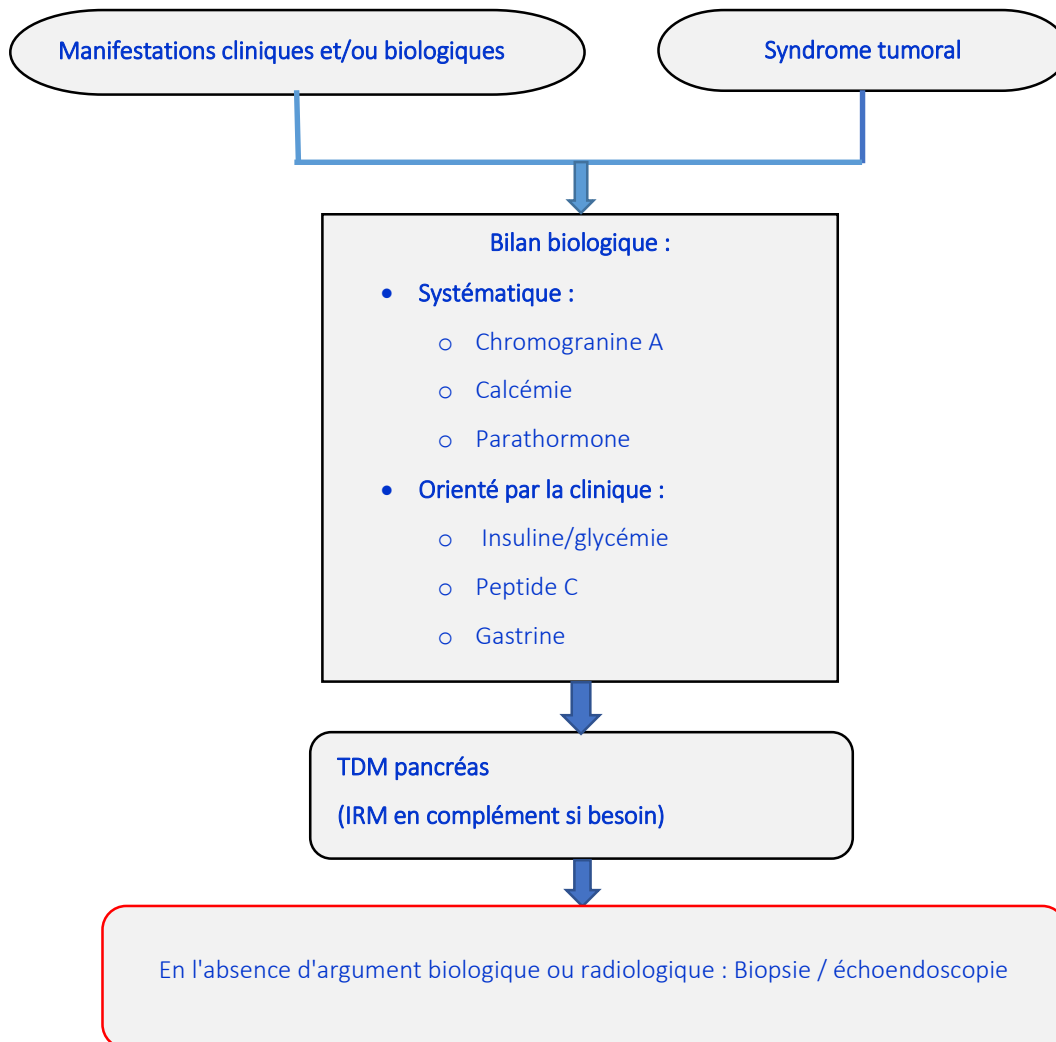 Manifestations cliniques et/ou biologiques
Syndrome tumoral
Bilan biologique :
• Systématique :
o Chromogranine A
o Calcémie
o Parathormone
• Orienté par la clinique :
o Insuline/glycémie
o Peptide C
o Gastrine
TDM pancréas
(IRM en complément si besoin)
En l'absence d'argument biologique ou radiologique : Biopsie / échoendoscopie